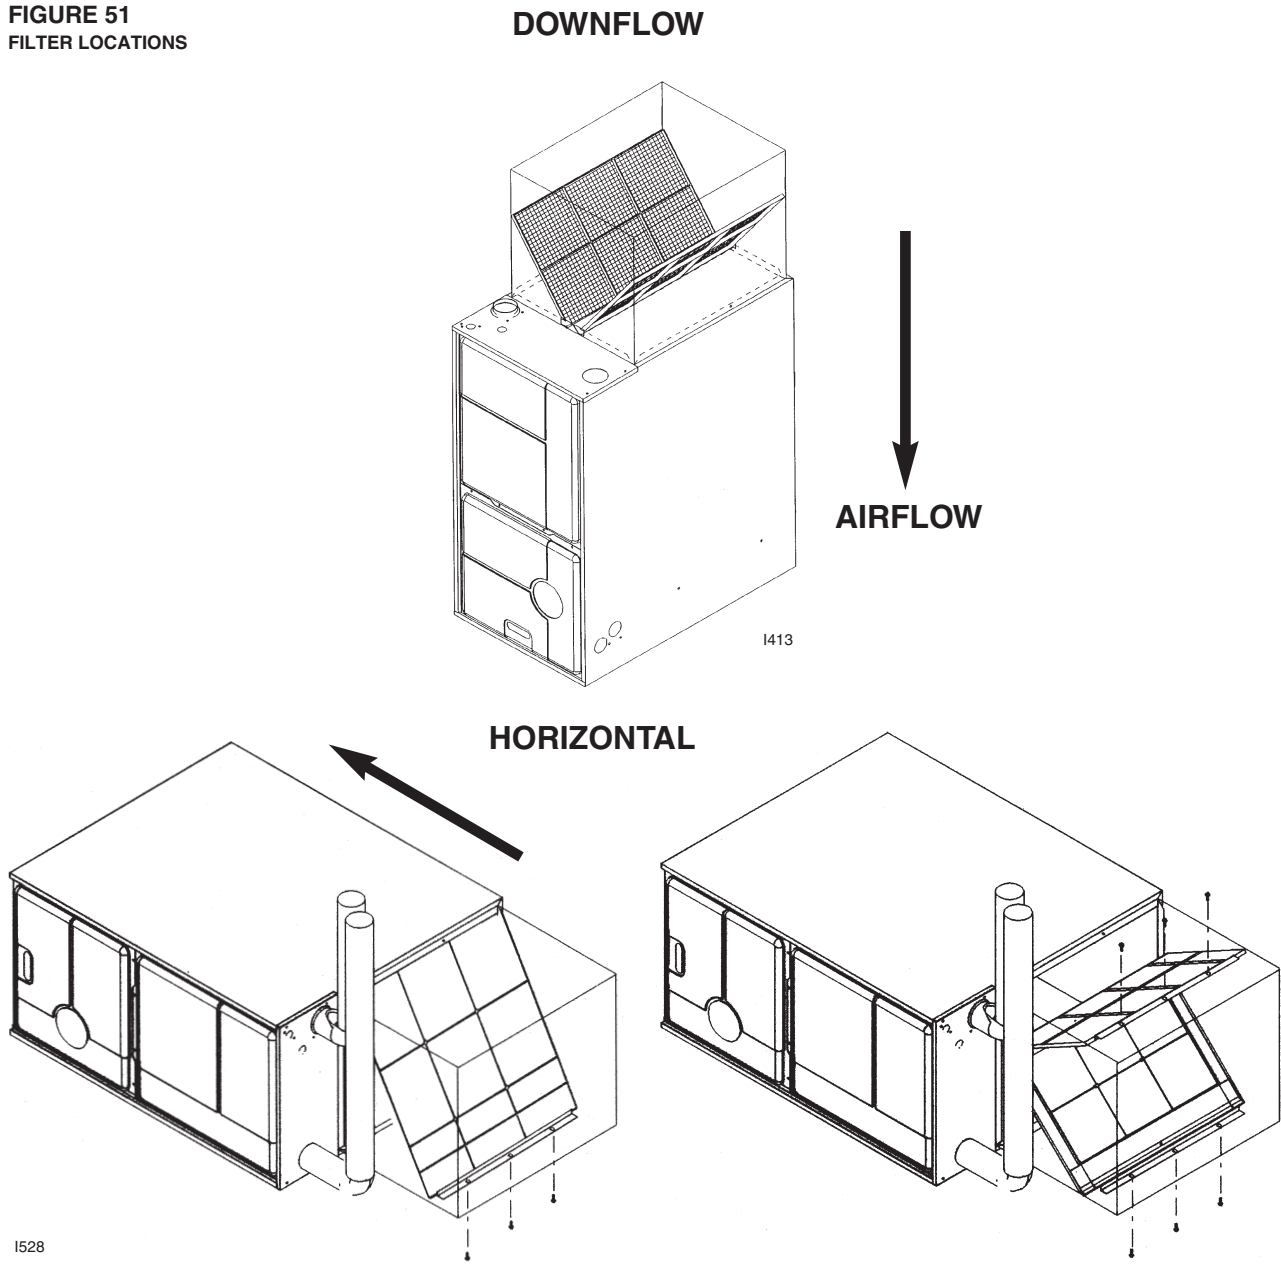 FIGURE 51
FILTER LOCATIONS
DOWNFLOW
AIRFLOW
I413
HORIZONTAL
I528